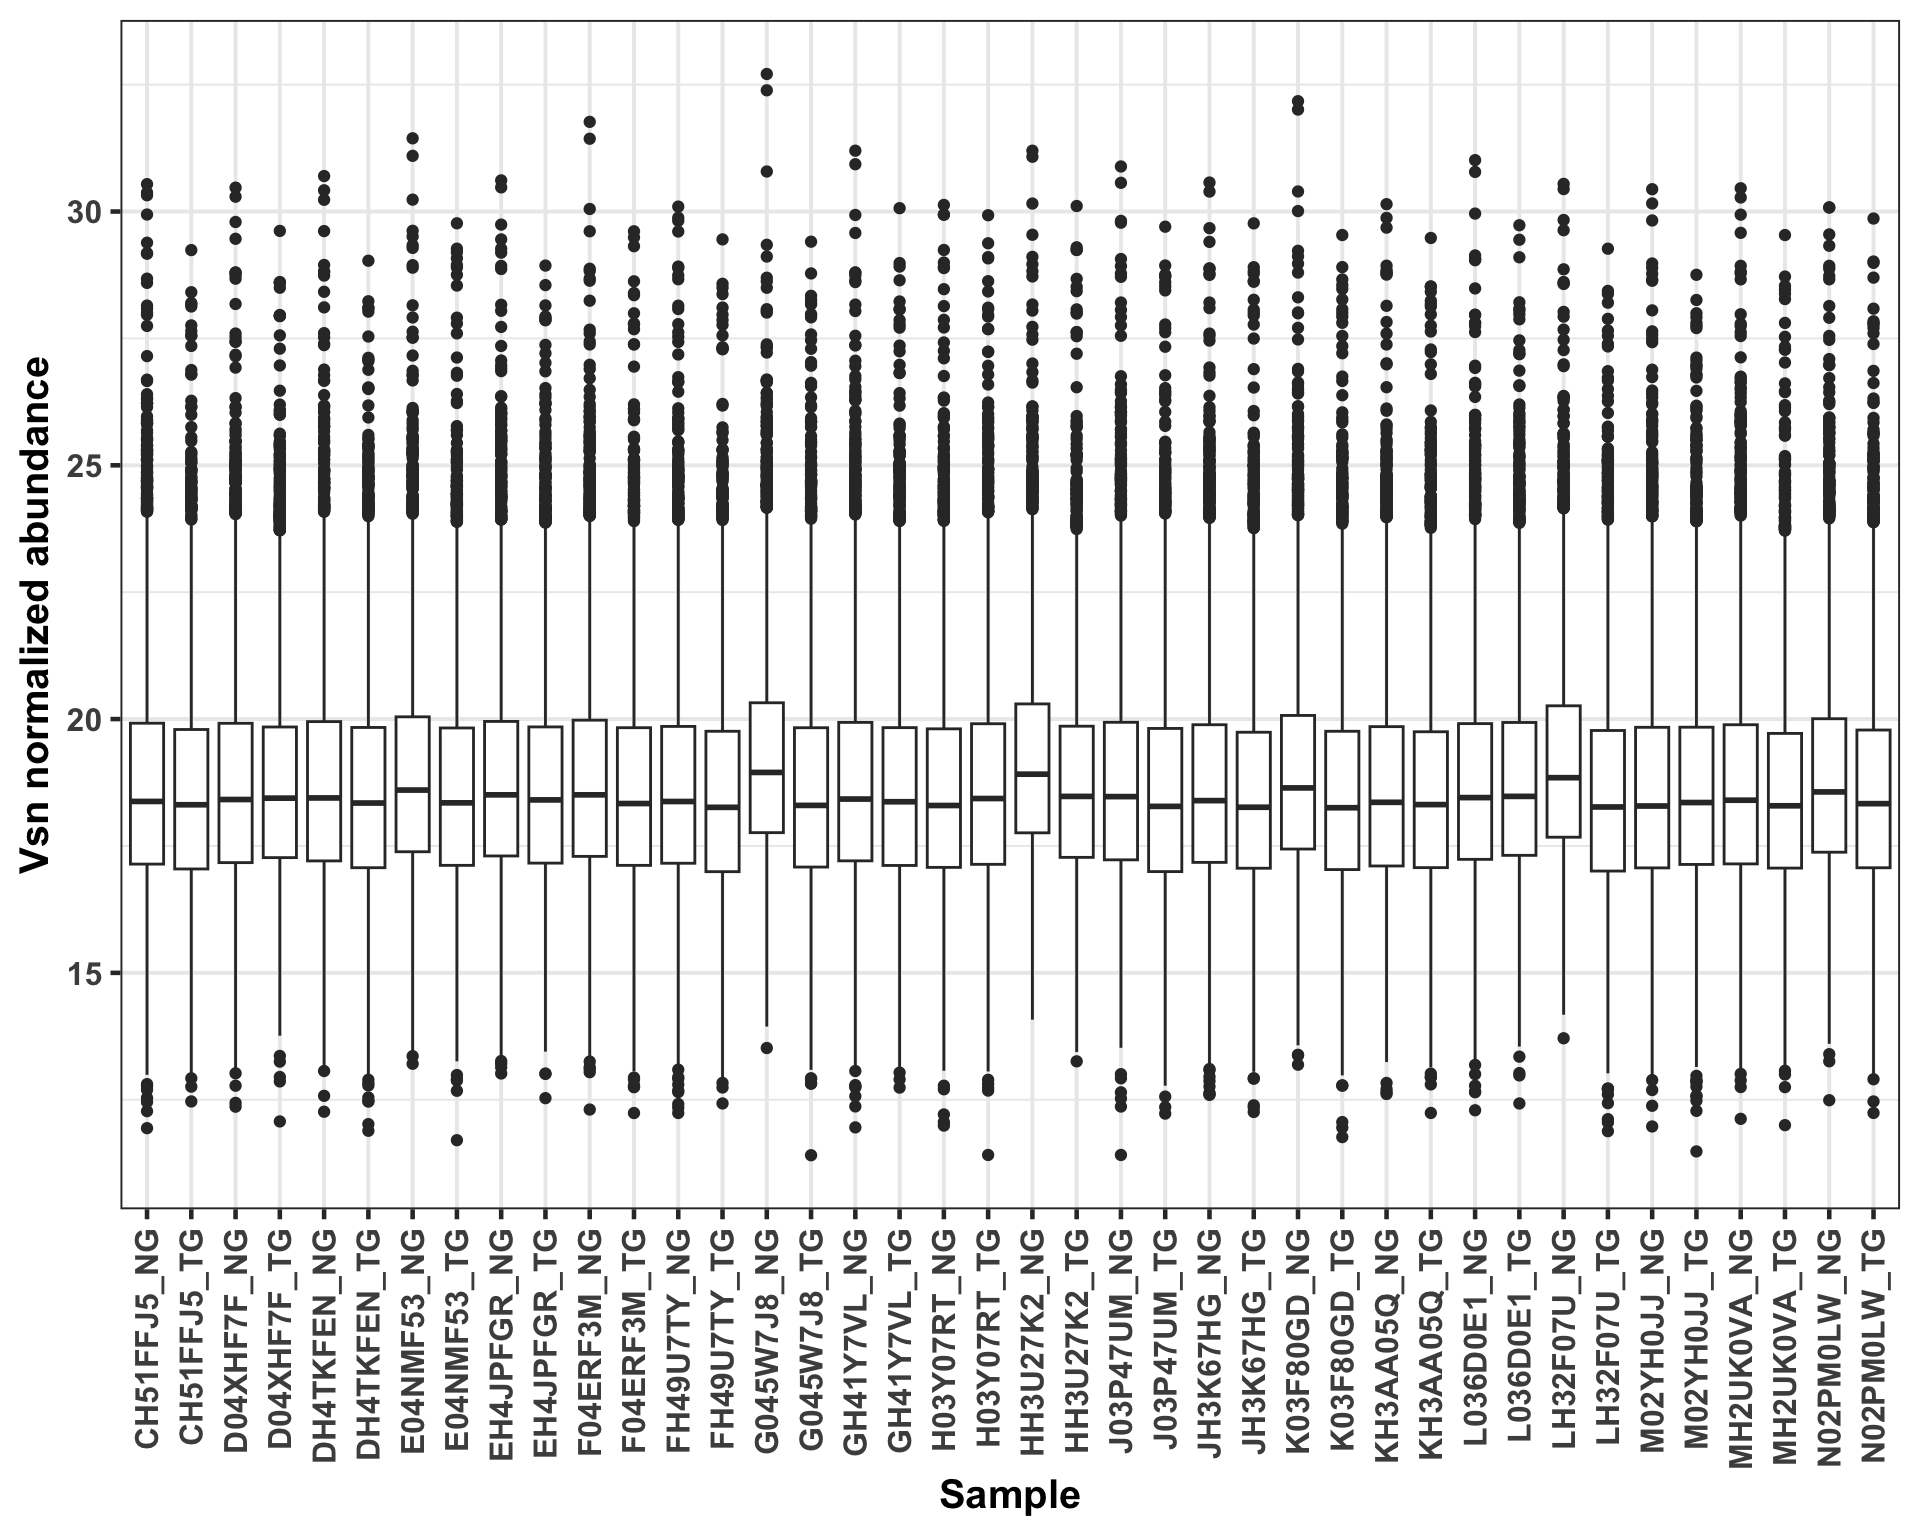 Vsn normalized abundance
30
25
20
15
CH51FFJ5_NG
CH51FFJ5_TG
D04XHF7F_NG
D04XHF7F_TG
DH4TKFEN_NG
DH4TKFEN_TG
E04NMF53_NG
E04NMF53_TG
EH4JPFGR_NG
EH4JPFGR_TG
F04ERF3M_NG
F04ERF3M_TG
FH49U7TY_NG
FH49U7TY_TG
G045W7J8_NG
G045W7J8_TG
GH41Y7VL_NG
GH41Y7VL_TG
H03Y07RT_NG
H03Y07RT_TG
HH3U27K2_NG
HH3U27K2_TG
J03P47UM_NG
J03P47UM_TG
JH3K67HG_NG
JH3K67HG_TG
K03F80GD_NG
K03F80GD_TG
KH3AA05Q_NG
KH3AA05Q_TG
L036D0E1_NG
L036D0E1_TG
LH32F07U_NG
LH32F07U_TG
M02YH0JJ_NG
M02YH0JJ_TG
MH2UK0VA_NG
MH2UK0VA_TG
N02PM0LW_NG
N02PM0LW_TG
Sample